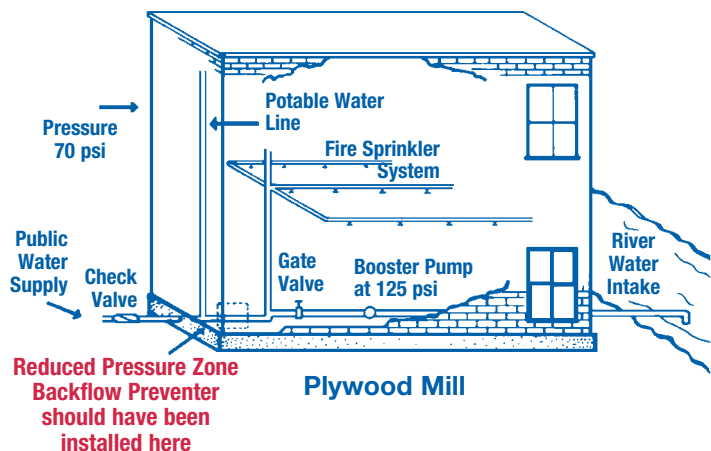 Potable Water
Line
Pressure
70 psi
Fire Sprinkler
System
Public
Water
Supply
Check
Valve
Gate
Valve
Booster Pump
at 125 psi
River
Water
Intake
Reduced Pressure Zone
Backflow Preventer
should have been
installed here
Plywood Mill